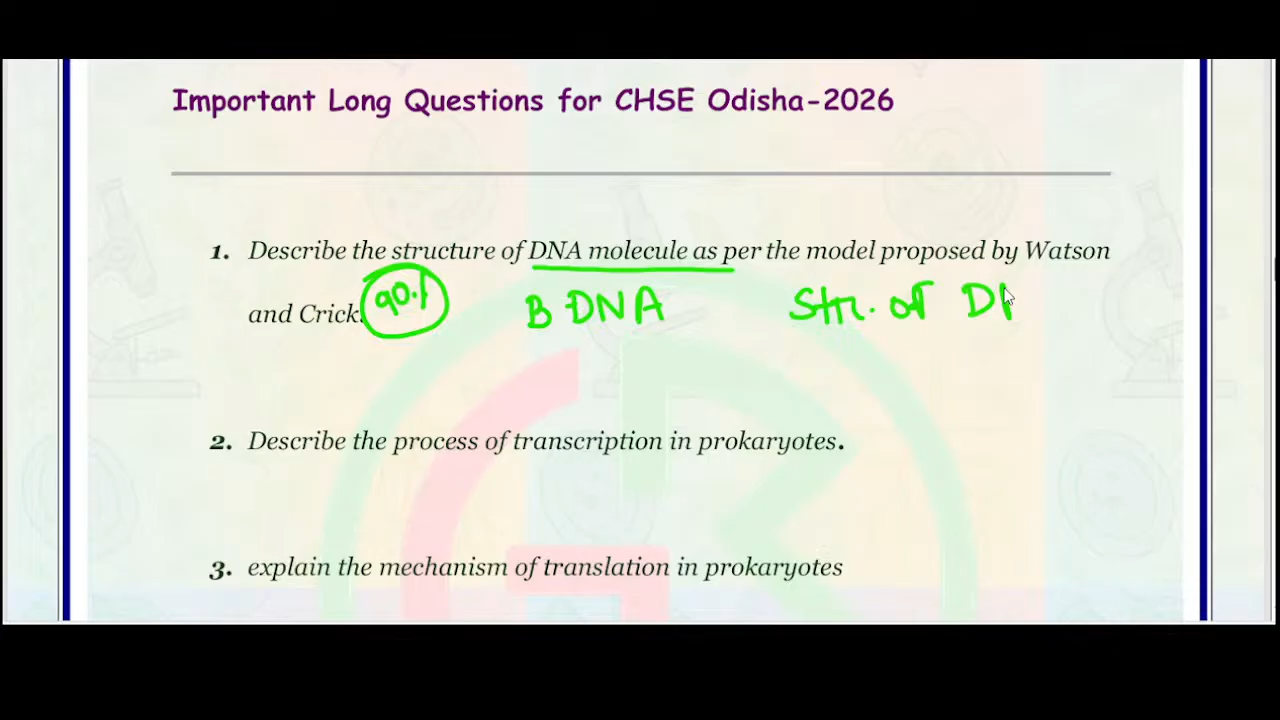 Important Long Questions for CHSE Odisha-2026
1. Describe the structure of DNA molecule as per the model proposed by Watson
and Crick. 90.1 B DNA Str. of
2. Describe the process of transcription in prokaryotes.
3. explain the mechanism of translation in prokaryotes